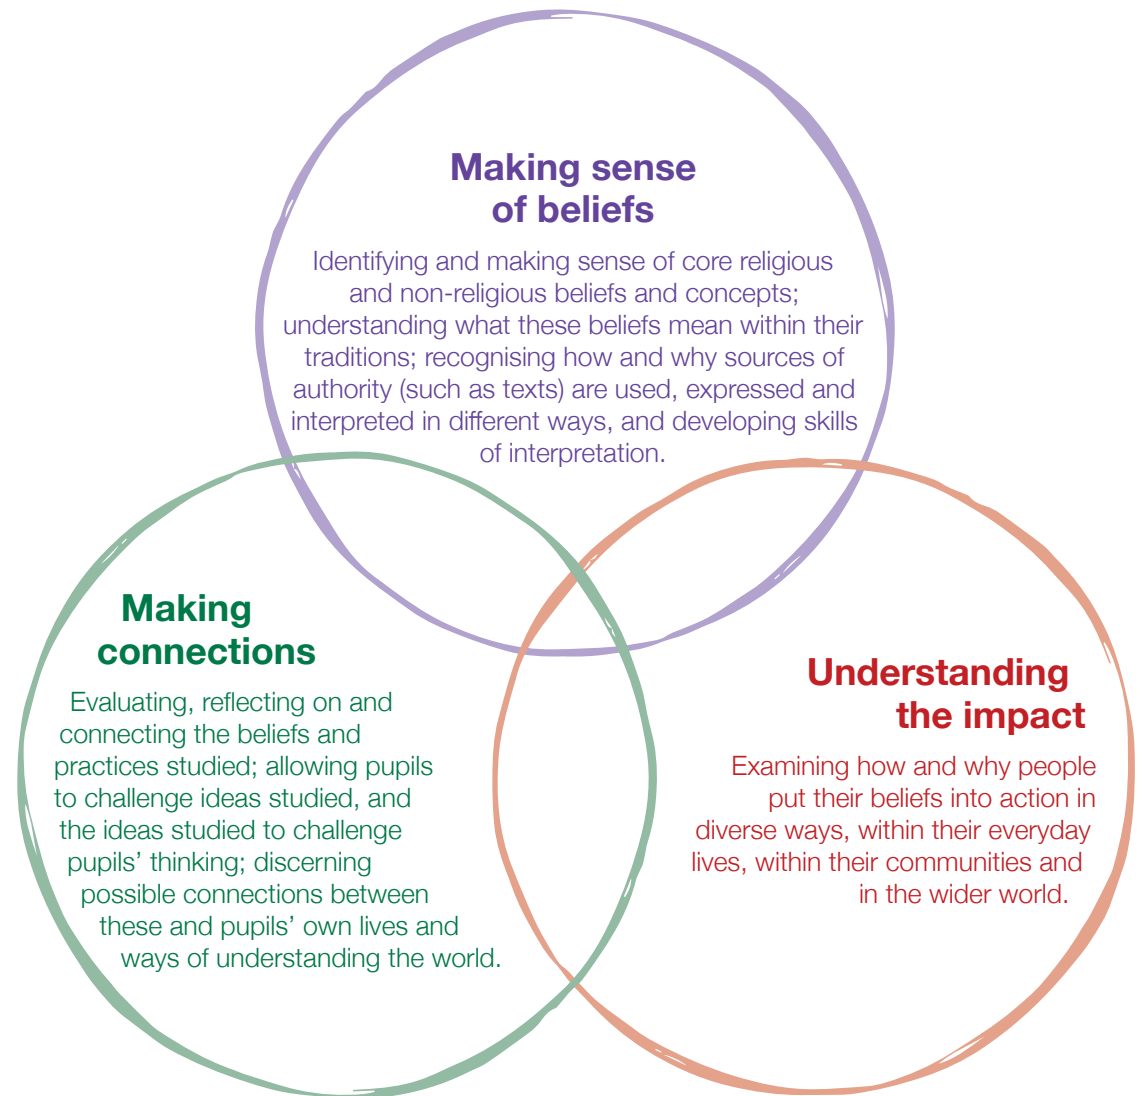 Making sense
of beliefs
Identifying and making sense of core religious
and non-religious beliefs and concepts;
understanding what these beliefs mean within their
traditions; recognising how and why sources of
authority (such as texts) are used, expressed and
interpreted in different ways, and developing skills
of interpretation.
Making
connections
Evaluating, reflecting on and
connecting the beliefs and
practices studied; allowing pupils
to challenge ideas studied, and
the ideas studied to challenge
pupils’ thinking; discerning
possible connections between
these and pupils’ own lives and
ways of understanding the world.
Understanding
the impact
Examining how and why people
put their beliefs into action in
diverse ways, within their everyday
lives, within their communities and
in the wider world.